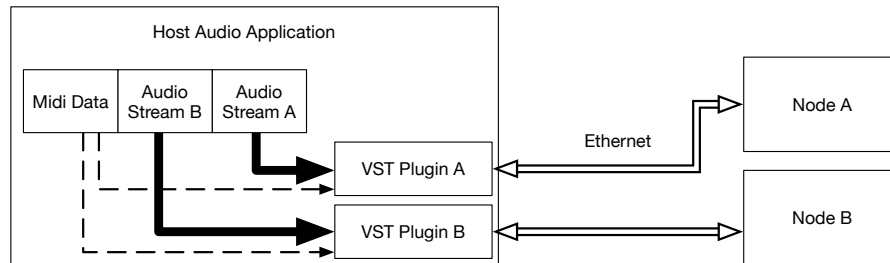 Host Audio Application
Midi Data
Audio
Stream B
Audio
Stream A
VST Plugin A
VST Plugin B
Ethernet
Node A
Node B